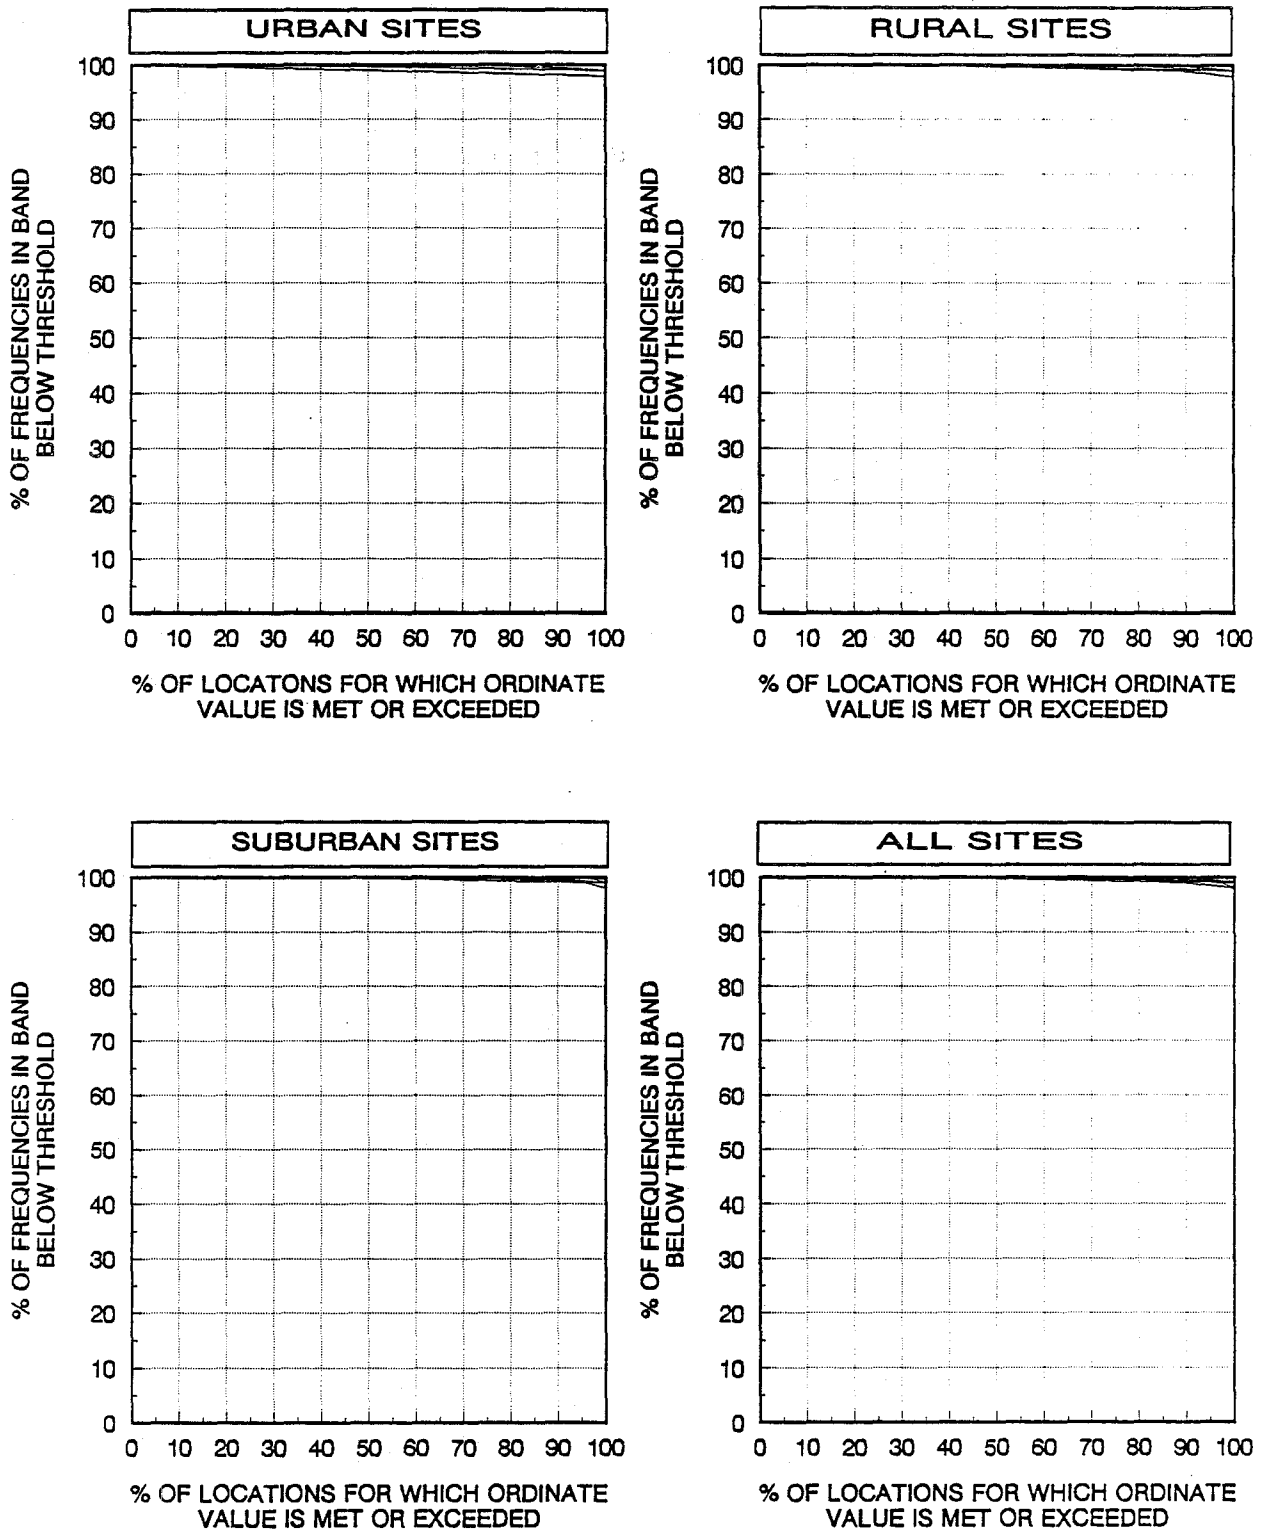 URBAN SITES
100
90
80
70
60
50
40
30
20
10
0
% OF FREQUENCIES IN BAND
BELOW THRESHOLD
0 10 20 30 40 50 60 70 80 90 100
% OF LOCATONS FOR WHICH ORDINATE
VALUE IS MET OR EXCEEDED
RURAL SITES
100
90
80
70
60
50
40
30
20
10
0
% OF FREQUENCIES IN BAND
BELOW THRESHOLD
0 10 20 30 40 50 60 70 80 90 100
% OF LOCATIONS FOR WHICH ORDINATE
VALUE IS MET OR EXCEEDED
SUBURBAN SITES
100
90
80
70
60
50
40
30
20
10
0
% OF FREQUENCIES IN BAND
BELOW THRESHOLD
0 10 20 30 40 50 60 70 80 90 100
% OF LOCATIONS FOR WHICH ORDINATE
VALUE IS MET OR EXCEEDED
ALL SITES
100
90
80
70
60
50
40
30
20
10
0
% OF FREQUENCIES IN BAND
BELOW THRESHOLD
0 10 20 30 40 50 60 70 80 90 100
% OF LOCATIONS FOR WHICH ORDINATE
VALUE IS MET OR EXCEEDED